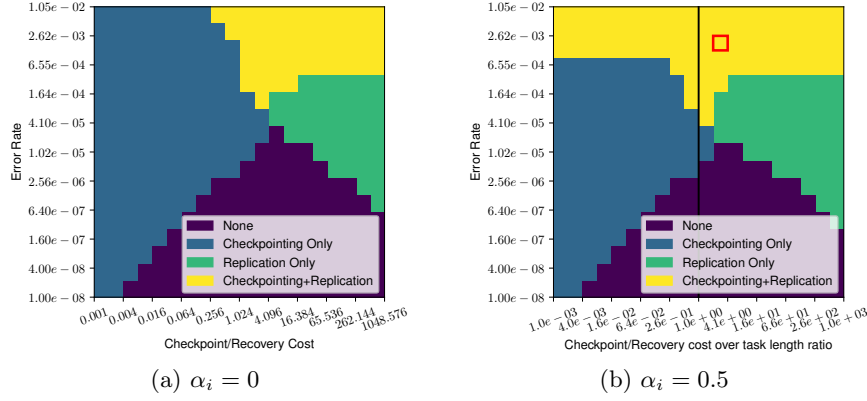 1.05e − 02
2.62e − 03
6.55e − 04
1.64e − 04
4.10e − 05
1.02e − 05
2.56e − 06
6.40e − 07
1.60e − 07
4.00e − 08
1.00e − 08
Error Rate
None
Checkpointing Only
Replication Only
Checkpointing+Replication
0.001
0.004
0.016
0.064
0.256
1.024
4.096
16.384
65.536
262.144
1048.576
Checkpoint/Recovery Cost
(a) αi = 0
1.05e − 02
2.62e − 03
6.55e − 04
1.64e − 04
4.10e − 05
1.02e − 05
2.56e − 06
6.40e − 07
1.60e − 07
4.00e − 08
1.00e − 08
Error Rate
None
Checkpointing Only
Replication Only
Checkpointing+Replication
1.0e − 03
4.0e − 03
1.6e − 02
6.4e − 02
2.6e − 01
1.0e + 00
4.1e + 00
1.6e + 01
6.6e + 01
2.6e + 02
1.0e + 03
Checkpoint/Recovery cost over task length ratio
(b) αi = 0.5